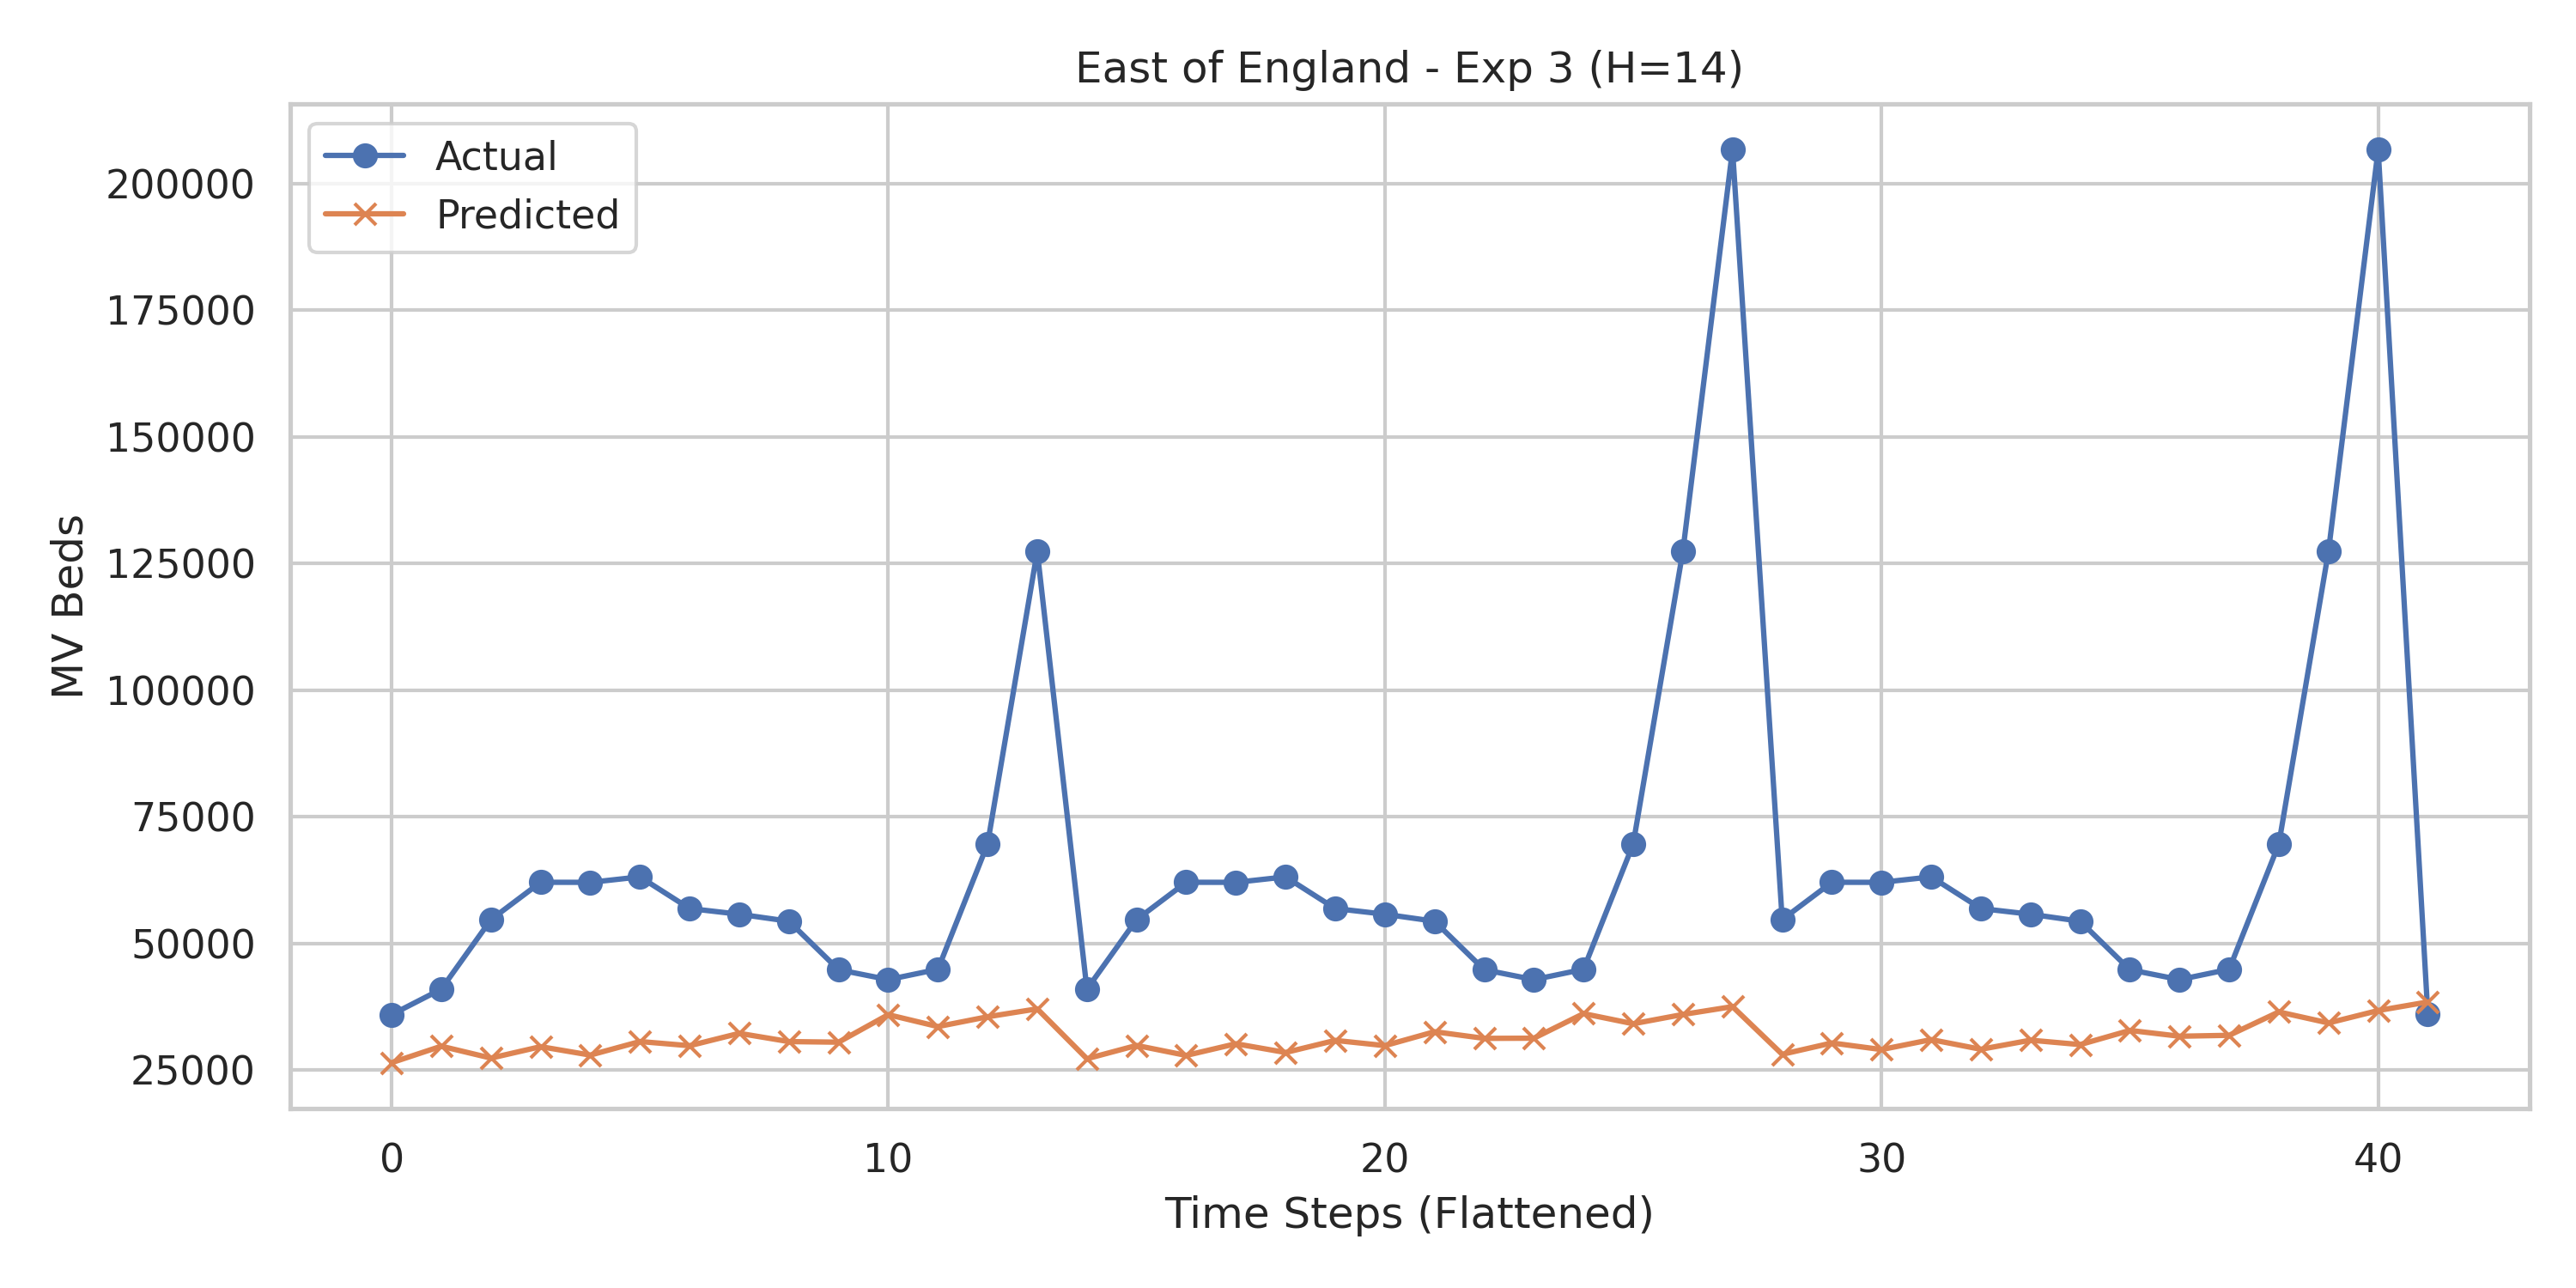 East of England - Exp 3 (H=14)
Actual
Predicted
200000
175000
150000
125000
100000
75000
50000
25000
MV Beds
0 10 20 30 40
Time Steps (Flattened)